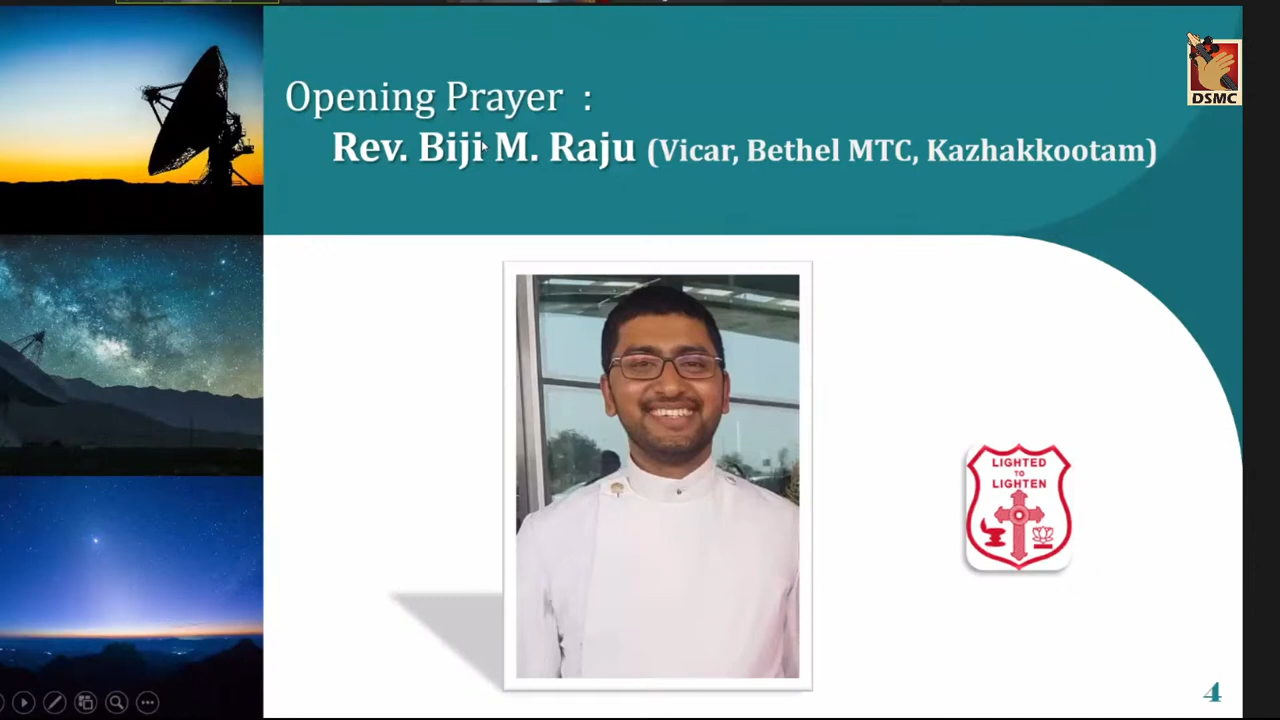 Opening Prayer :
Rev. Biji M. Raju (Vicar, Bethel MTC, Kazhakkootam)
DSMC
LIGHTED
TO
LIGHTEN
4